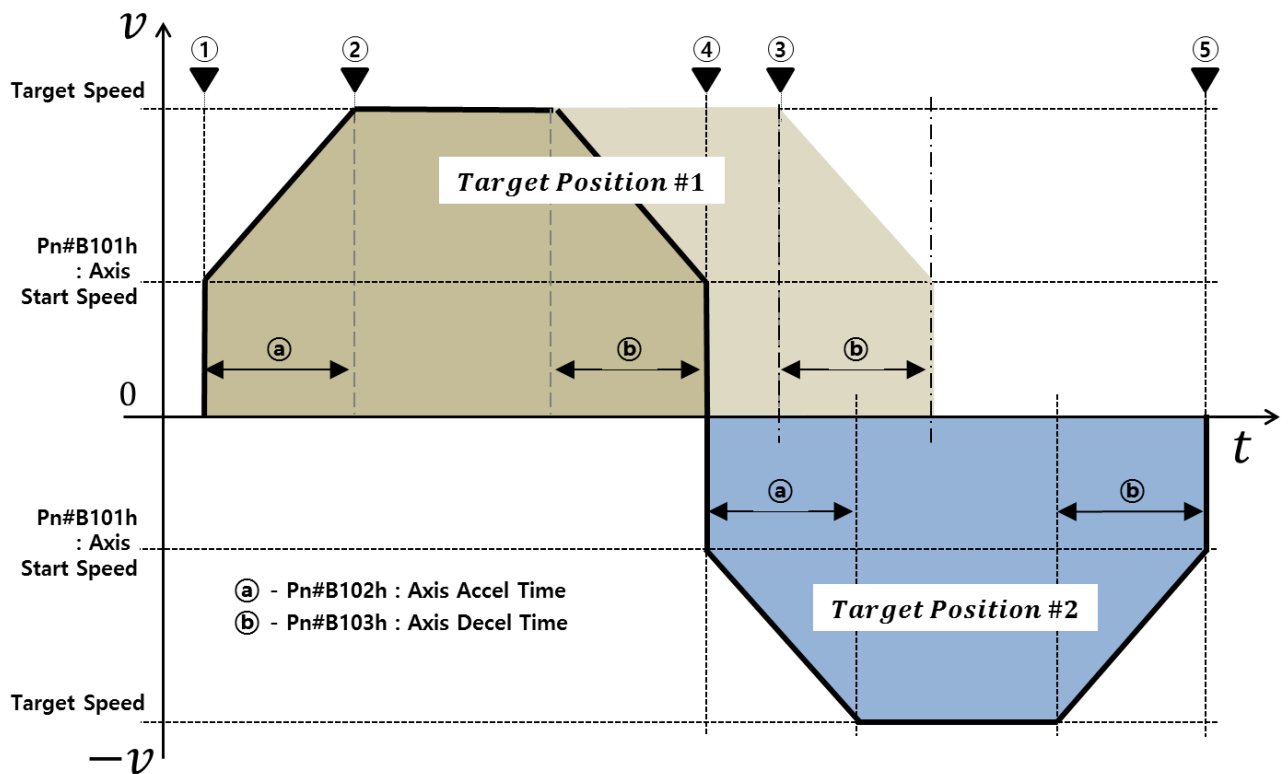 v
① ② ④ ③ ⑤
Target Speed
Target Position #1
Pn#B101h
: Axis
Start Speed
ⓐ ⓑ ⓑ
0
t
ⓐ ⓑ
Pn#B101h
: Axis
Start Speed
ⓐ - Pn#B102h : Axis Accel Time
ⓑ - Pn#B103h : Axis Decel Time
Target Position #2
Target Speed
−v